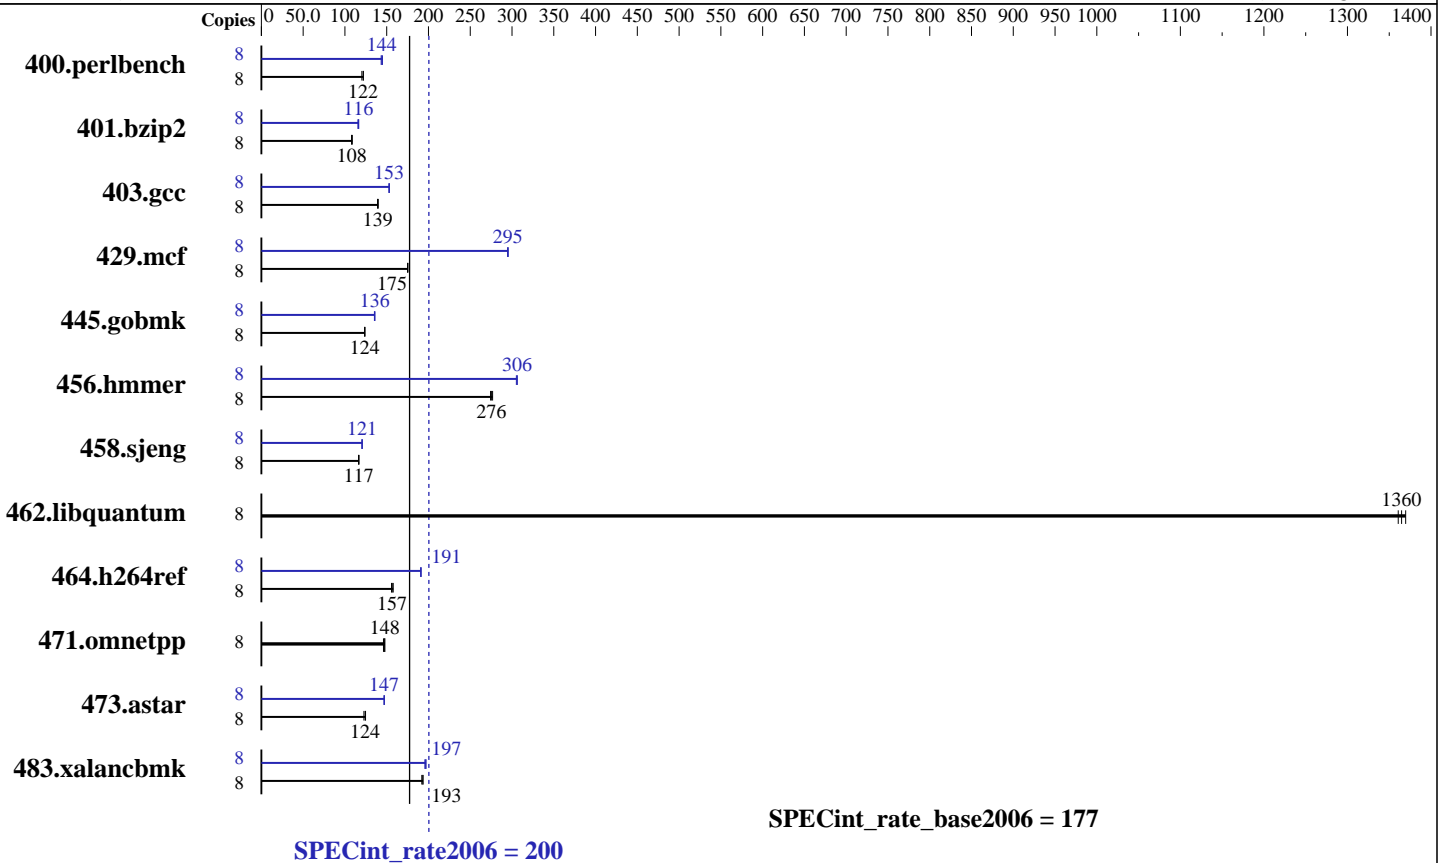 Copies 0 50.0 100 150 200 250 300 350 400 450 500 550 600 650 700 750 800 850 900 950 1000 1100 1200 1300 1400
400.perlbench 8 144
8 122
401.bzip2 8 116
8 108
403.gcc 8 153
8 139
429.mcf 8 295
8 175
445.gobmk 8 136
8 124
456.hmmer 8 306
8 276
458.sjeng 8 121
8 117
462.libquantum 8 1360
464.h264ref 8 191
8 157
471.omnetpp 8 148
473.astar 8 147
8 124
483.xalancbmk 8 197
8 193
SPECint_rate_base2006 = 177
SPECint_rate2006 = 200